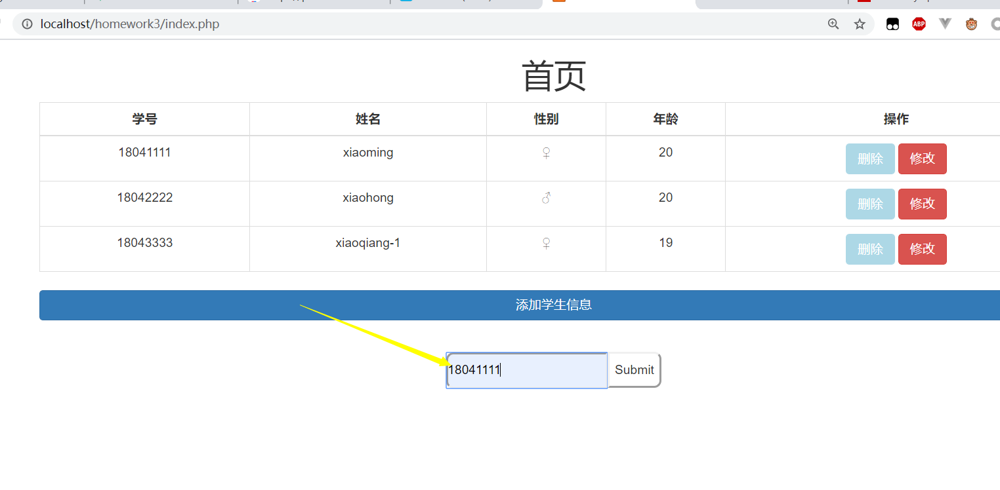 localhost/homework3/index.php
ABP
首页
学号 姓名 性别 年龄 操作
18041111 xiaoming ♀ 20 删除 修改
18042222 xiaohong ♂ 20 删除 修改
18043333 xiaoqiang-1 ♀ 19 删除 修改
添加学生信息
18041111 Submit